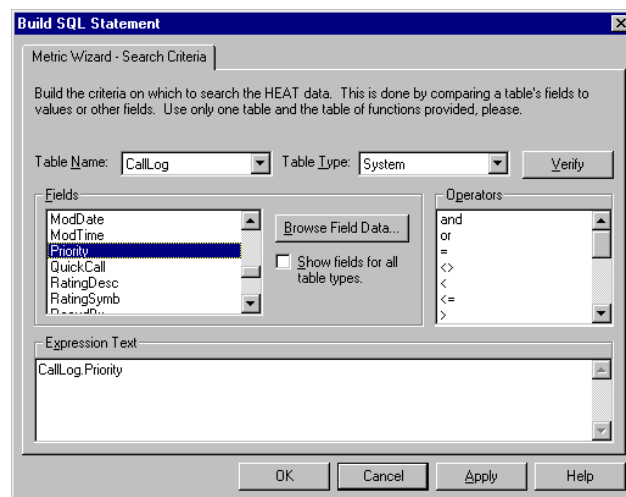 Build SQL Statement
Metric Wizard - Search Criteria
Build the criteria on which to search the HEAT data. This is done by comparing a table's fields to
values or other fields. Use only one table and the table of functions provided, please.
Table Name: CallLog Table Type: System Verify
Fields
ModDate
ModTime
Priority
QuickCall
RatingDesc
RatingSymb
Browse Field Data...
Show fields for all
table types.
Operators
and
or
=
<>
<
<=
>
Expression Text
CallLog.Priority
OK Cancel Apply Help